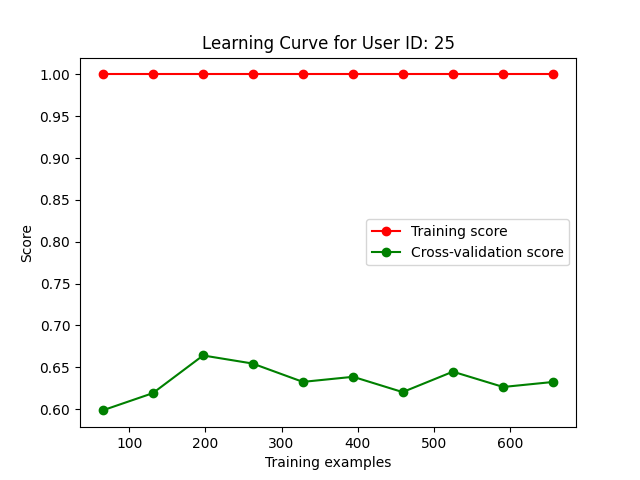 Learning Curve for User ID: 25
1.00
0.95
0.90
0.85
0.80
0.75
0.70
0.65
0.60
Score
Training score
Cross-validation score
100 200 300 400 500 600
Training examples